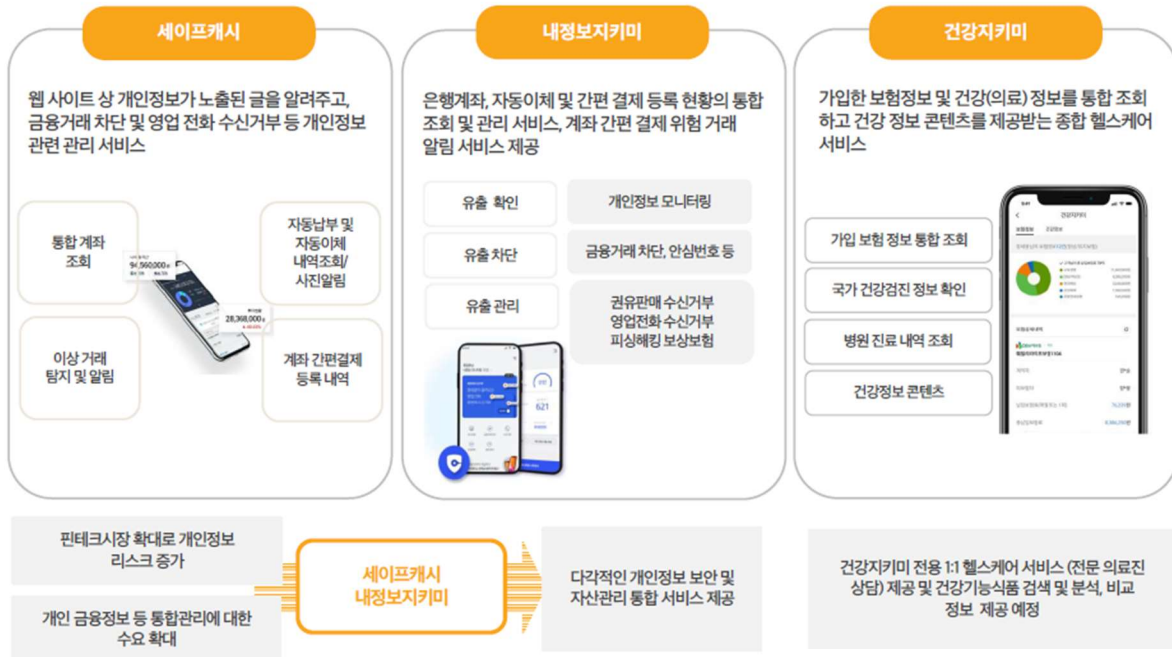 세이프캐시
웹 사이트 상 개인정보가 노출된 글을 알려주고,
금융거래 차단 및 영업 전화 수신거부 등 개인정보
관련 관리 서비스
통합 계좌
조회
자동납부 및
자동이체
내역조회/
사진알림
94,560,000
28,368,000
이상 거래
탐지 및 알림
계좌 간편결제
등록 내역
내정보지키미
은행계좌, 자동이체 및 간편 결제 등록 현황의 통합
조회 및 관리 서비스, 계좌 간편 결제 위험 거래
알림 서비스 제공
유출 확인
개인정보 모니터링
유출 차단
금융거래 차단, 안심번호 등
유출 관리
권유판매 수신거부
영업전화 수신거부
피싱해킹 보상보험
621
건강지키미
가입한 보험정보 및 건강(의료) 정보를 통합 조회
하고 건강 정보 콘텐츠를 제공받는 종합 헬스케어
서비스
가입 보험 정보 통합 조회
국가 건강검진 정보 확인
병원 진료 내역 조회
건강정보 콘텐츠
9:41
건강지키미
보험정보 건강정보
핀테크시장 확대로 개인정보
리스크 증가
개인 금융정보 등 통합관리에 대한
수요 확대
세이프캐시
내정보지키미
다각적인 개인정보 보안 및
자산관리 통합 서비스 제공
건강지키미 전용 1:1 헬스케어 서비스 (전문 의료진
상담) 제공 및 건강기능식품 검색 및 분석, 비교
정보 제공 예정